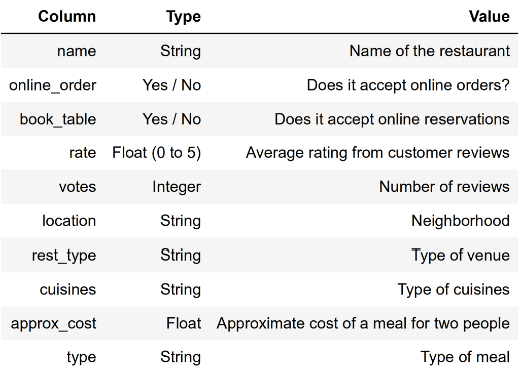 Column Type Value
name String Name of the restaurant
online_order Yes / No Does it accept online orders?
book_table Yes / No Does it accept online reservations
rate Float (0 to 5) Average rating from customer reviews
votes Integer Number of reviews
location String Neighborhood
rest_type String Type of venue
cuisines String Type of cuisines
approx_cost Float Approximate cost of a meal for two people
type String Type of meal